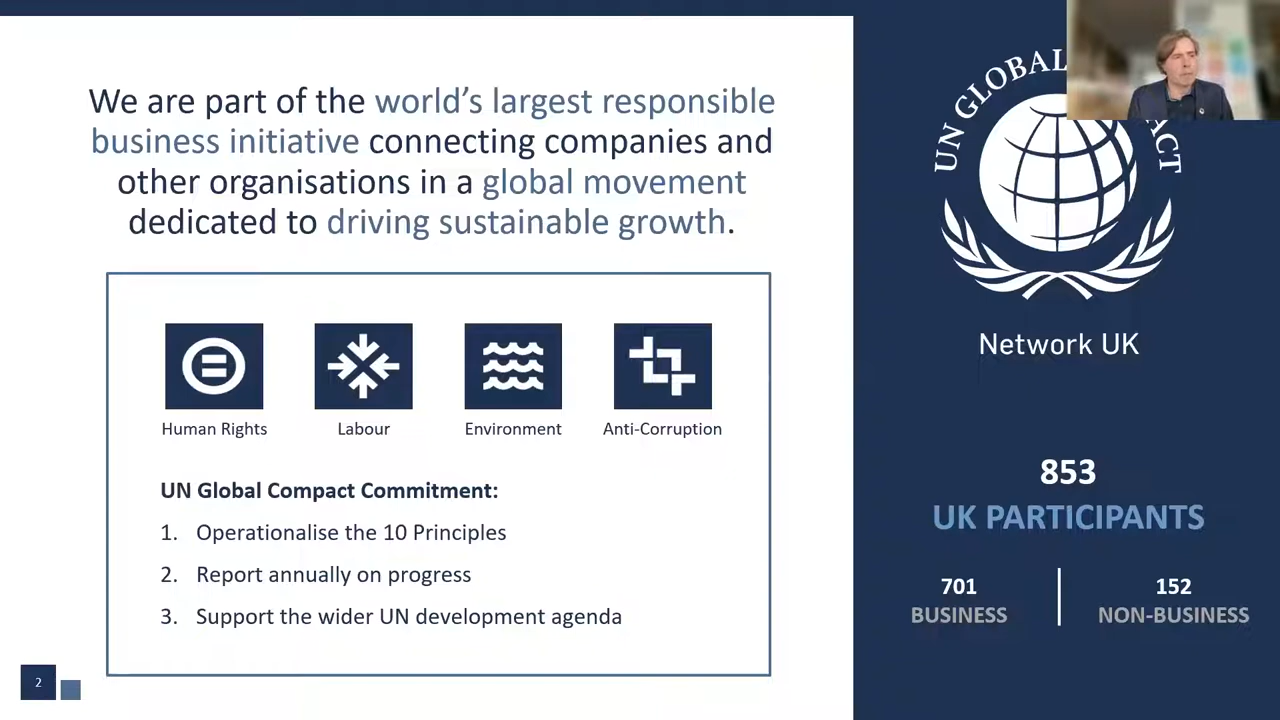 We are part of the world's largest responsible
business initiative connecting companies and
other organisations in a global movement
dedicated to driving sustainable growth.
Human Rights
Labour
Environment
Anti-Corruption
UN Global Compact Commitment:
1. Operationalise the 10 Principles
2. Report annually on progress
3. Support the wider UN development agenda
2
UN GLOBAL
ACT
Network UK
853
UK PARTICIPANTS
701
BUSINESS
152
NON-BUSINESS